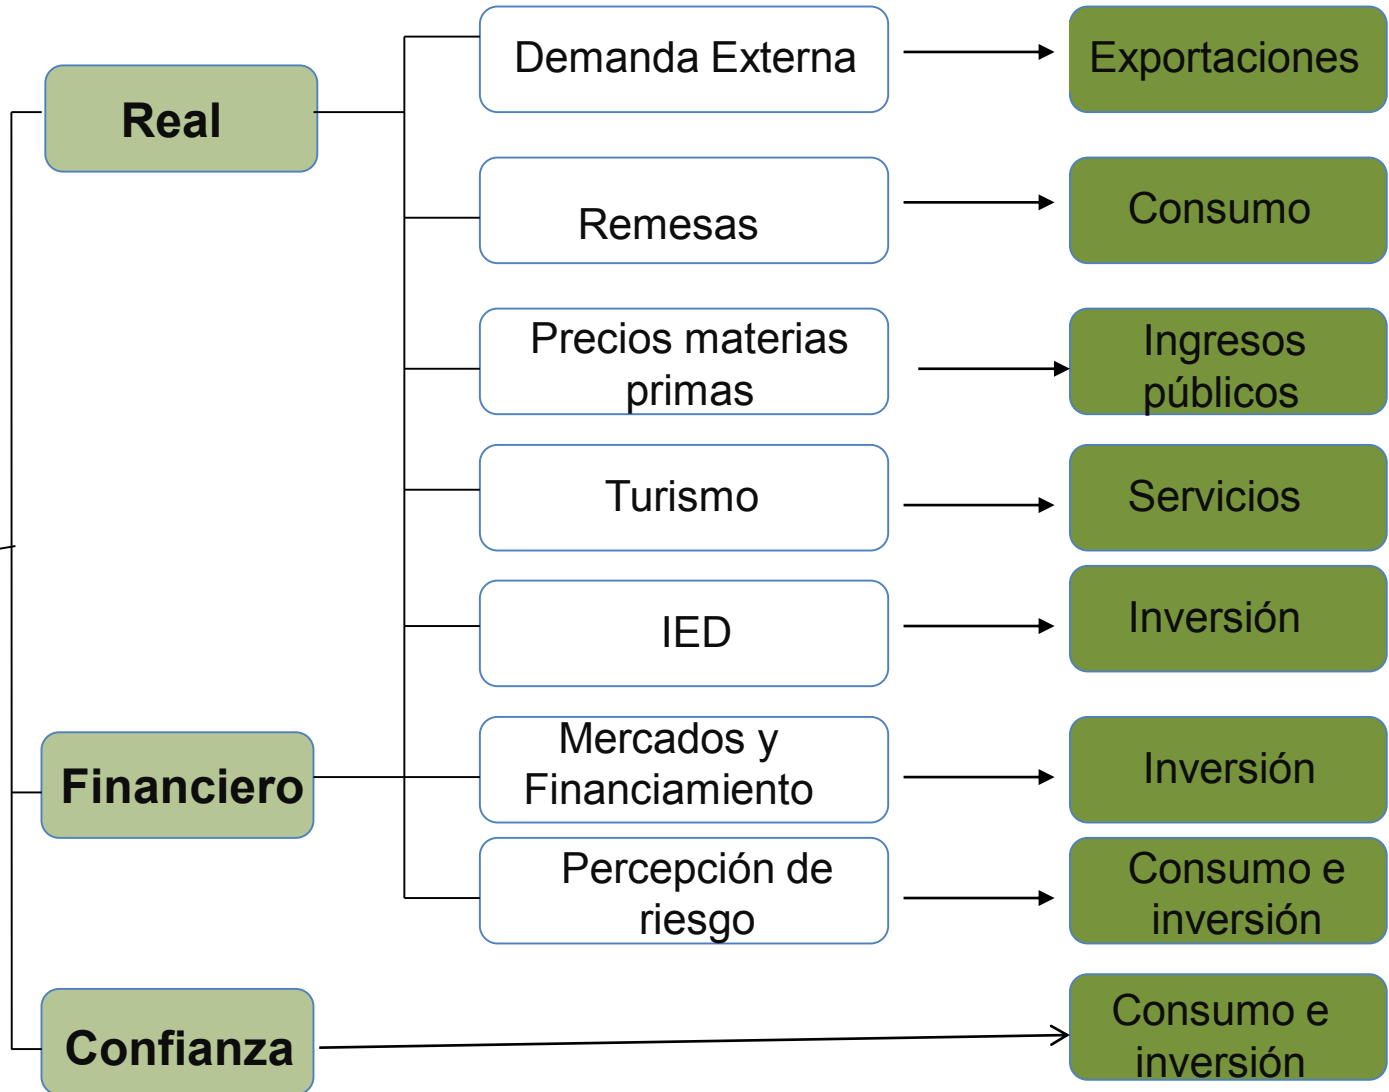 Real
Demanda Externa
Exportaciones
Remesas
Consumo
Precios materias
primas
Ingresos
públicos
Turismo
Servicios
IED
Inversión
Financiero
Mercados y
Financiamiento
Inversión
Percepción de
riesgo
Consumo e
inversión
Confianza
Consumo e
inversión